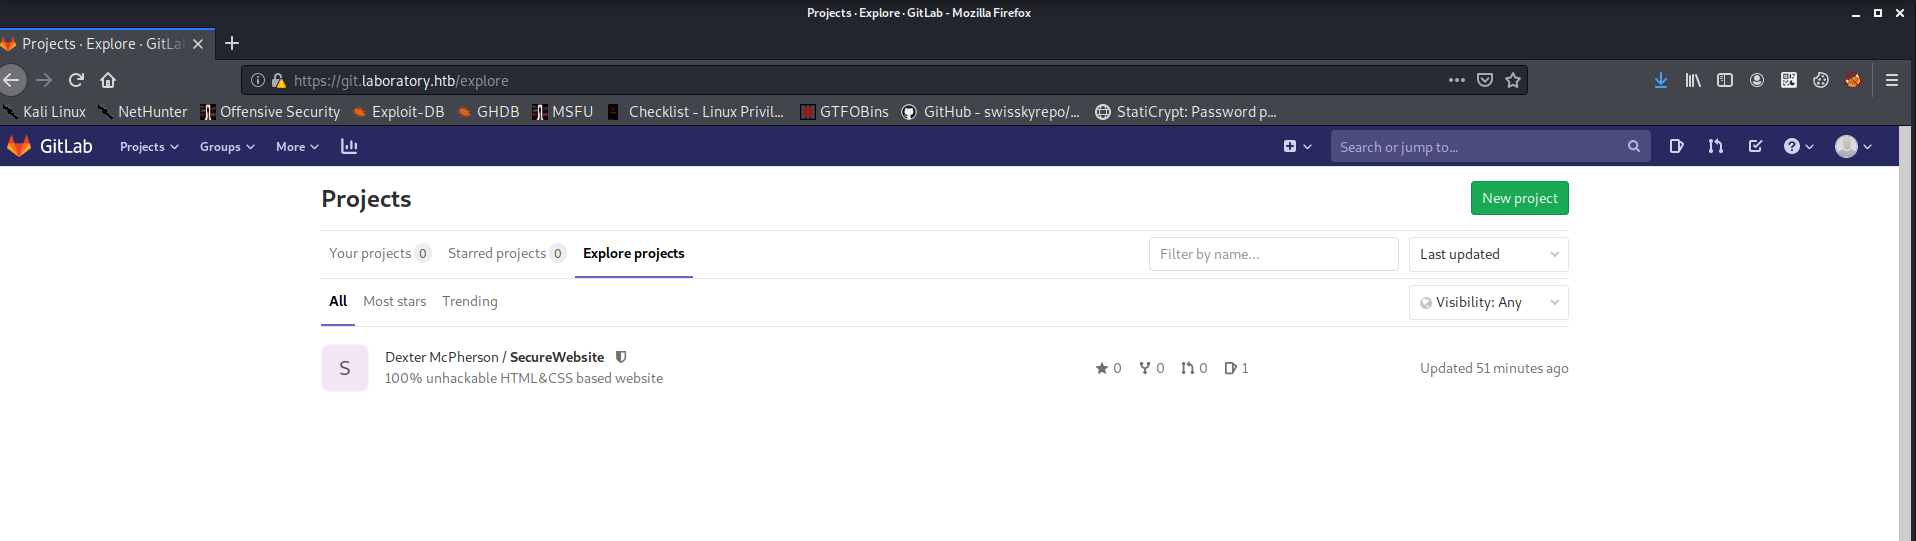 Projects · Explore · GitLab - Mozilla Firefox
Projects · Explore · GitLab
https://git.laboratory.htb/explore
Kali Linux NetHunter Offensive Security Exploit-DB GHDB MSFU Checklist - Linux Privil... GTFOBins GitHub - swisskyrepo/... StatiCrypt: Password p...
GitLab Projects Groups More Search or jump to...
Projects New project
Your projects 0 Starred projects 0 Explore projects Filter by name... Last updated
All Most stars Trending Visibility: Any
S Dexter McPherson / SecureWebsite
100% unhackable HTML&CSS based website
0 0 0 1 Updated 51 minutes ago